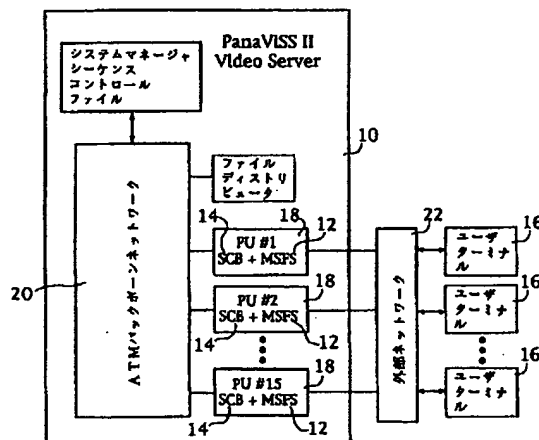 PanaViSS II
Video Server
システムマネージャ
シーケンス
コントロール
ファイル
10
ファイル
ディストリ
ビュータ
ATMバックボーンネットワーク
20
14
18
12
PU #1
SCB + MSFS
22
外部ネットワーク
16
ユーザ
ターミナ
ル
18
PU #2
SCB + MSFS
14
12
16
ユーザ
ターミナ
ル
18
PU #15
SCB + MSFS
14
12
16
ユーザ
ターミナ
ル